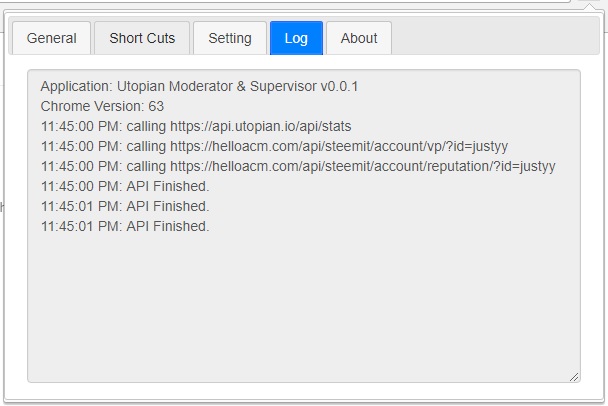 General Short Cuts Setting Log About
Application: Utopian Moderator & Supervisor v0.0.1
Chrome Version: 63
11:45:00 PM: calling https://api.utopian.io/api/stats
11:45:00 PM: calling https://helloacm.com/api/steemit/account/vp/?id=justyy
11:45:00 PM: calling https://helloacm.com/api/steemit/account/reputation/?id=justyy
11:45:00 PM: API Finished.
11:45:01 PM: API Finished.
11:45:01 PM: API Finished.